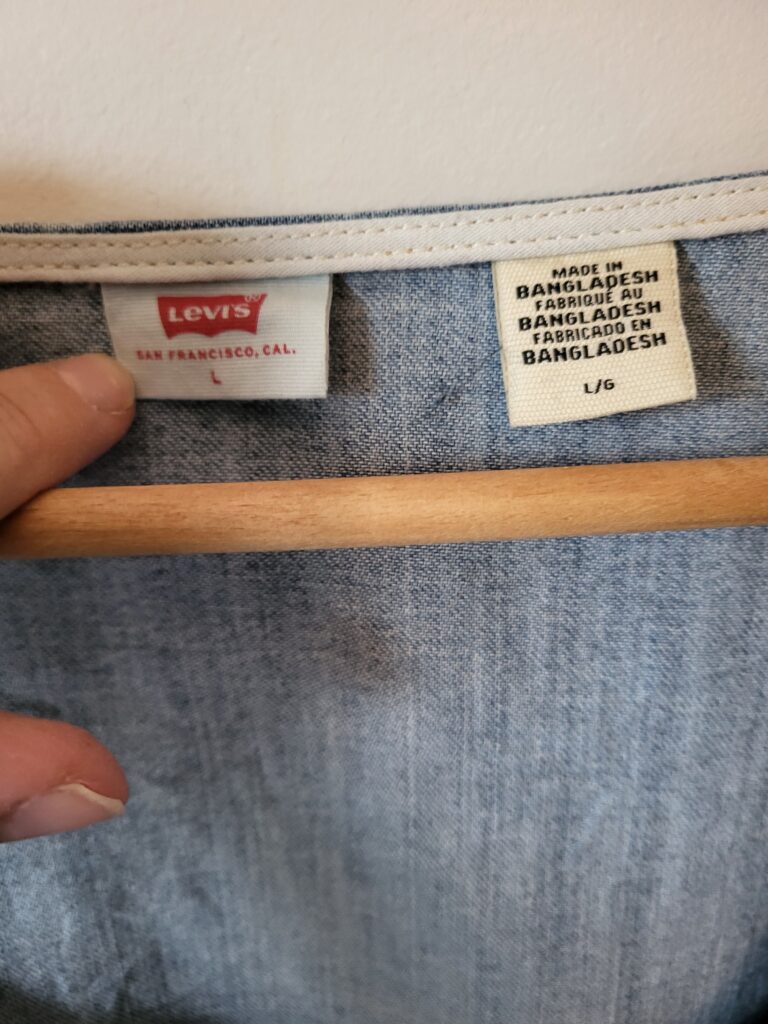 Levi's®
SAN FRANCISCO, CAL.
L
MADE IN
BANGLADESH
FABRIQUÉ AU
BANGLADESH
FABRICADO EN
BANGLADESH
L/G